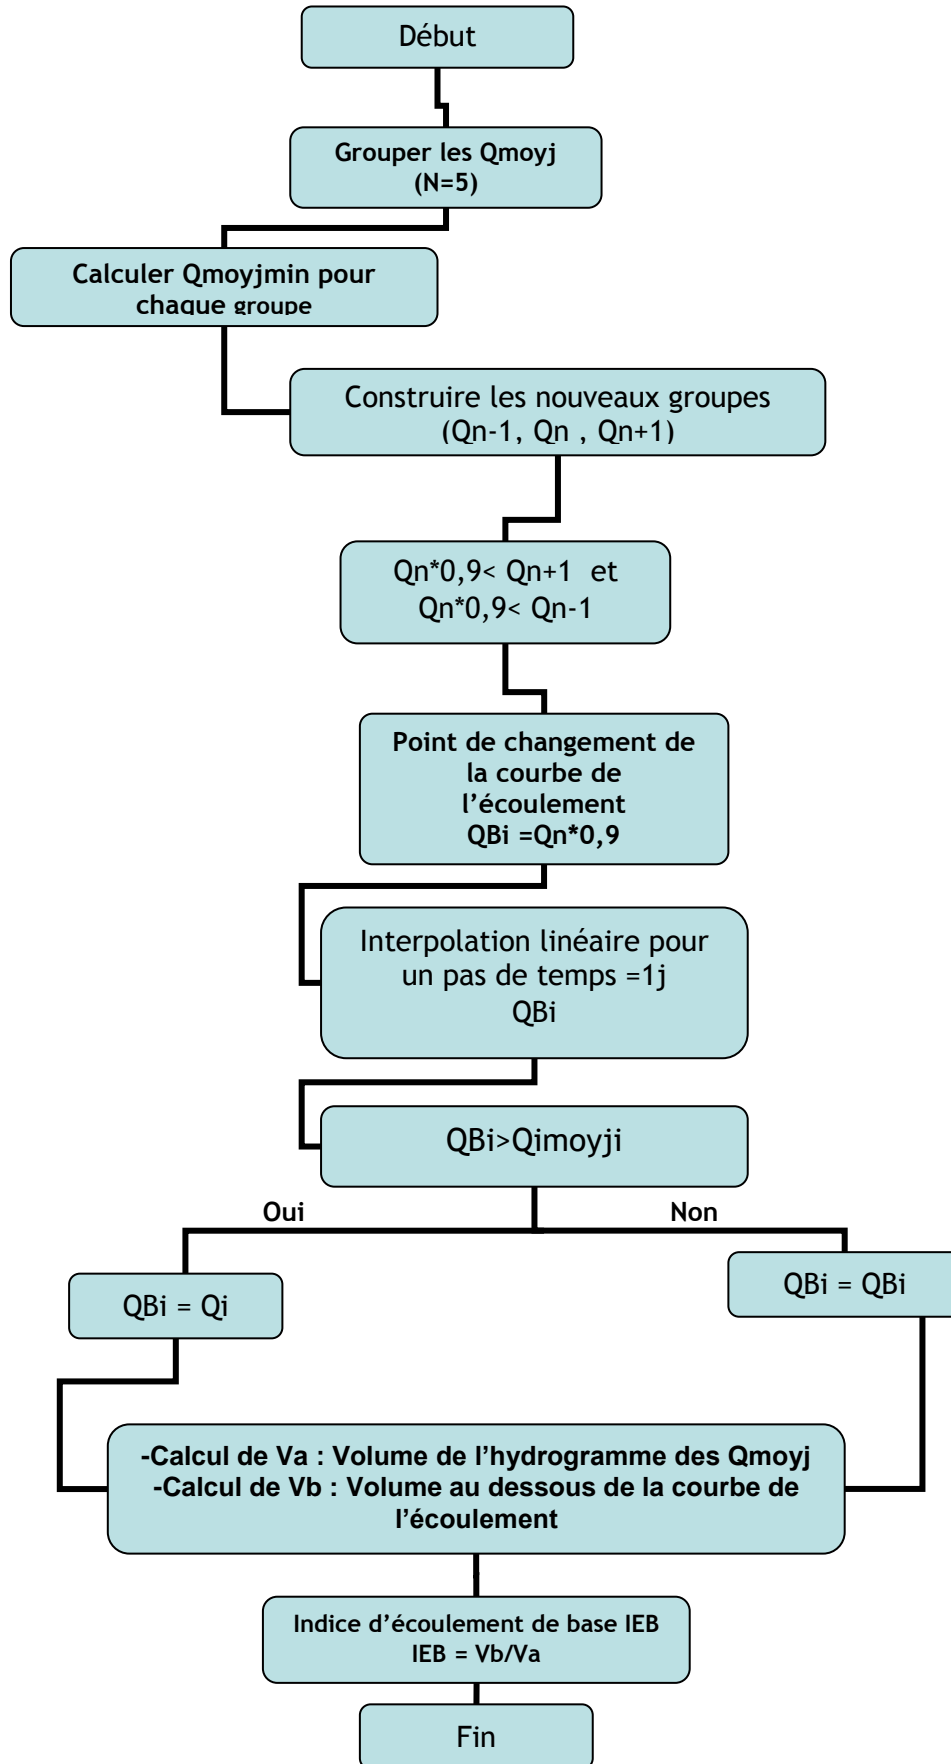 Début
Grouper les Qmoyj
(N=5)
Calculer Qmoyjmin pour
chaque groupe
Construire les nouveaux groupes
(Qn-1, Qn , Qn+1)
Qn*0,9< Qn+1 et
Qn*0,9< Qn-1
Point de changement de
la courbe de
l’écoulement
QBi =Qn*0,9
Interpolation linéaire pour
un pas de temps =1j
QBi
QBi>Qimoyji
Oui
Non
QBi = Qi
QBi = QBi
-Calcul de Va : Volume de l’hydrogramme des Qmoyj
-Calcul de Vb : Volume au dessous de la courbe de
l’écoulement
Indice d’écoulement de base IEB
IEB = Vb/Va
Fin